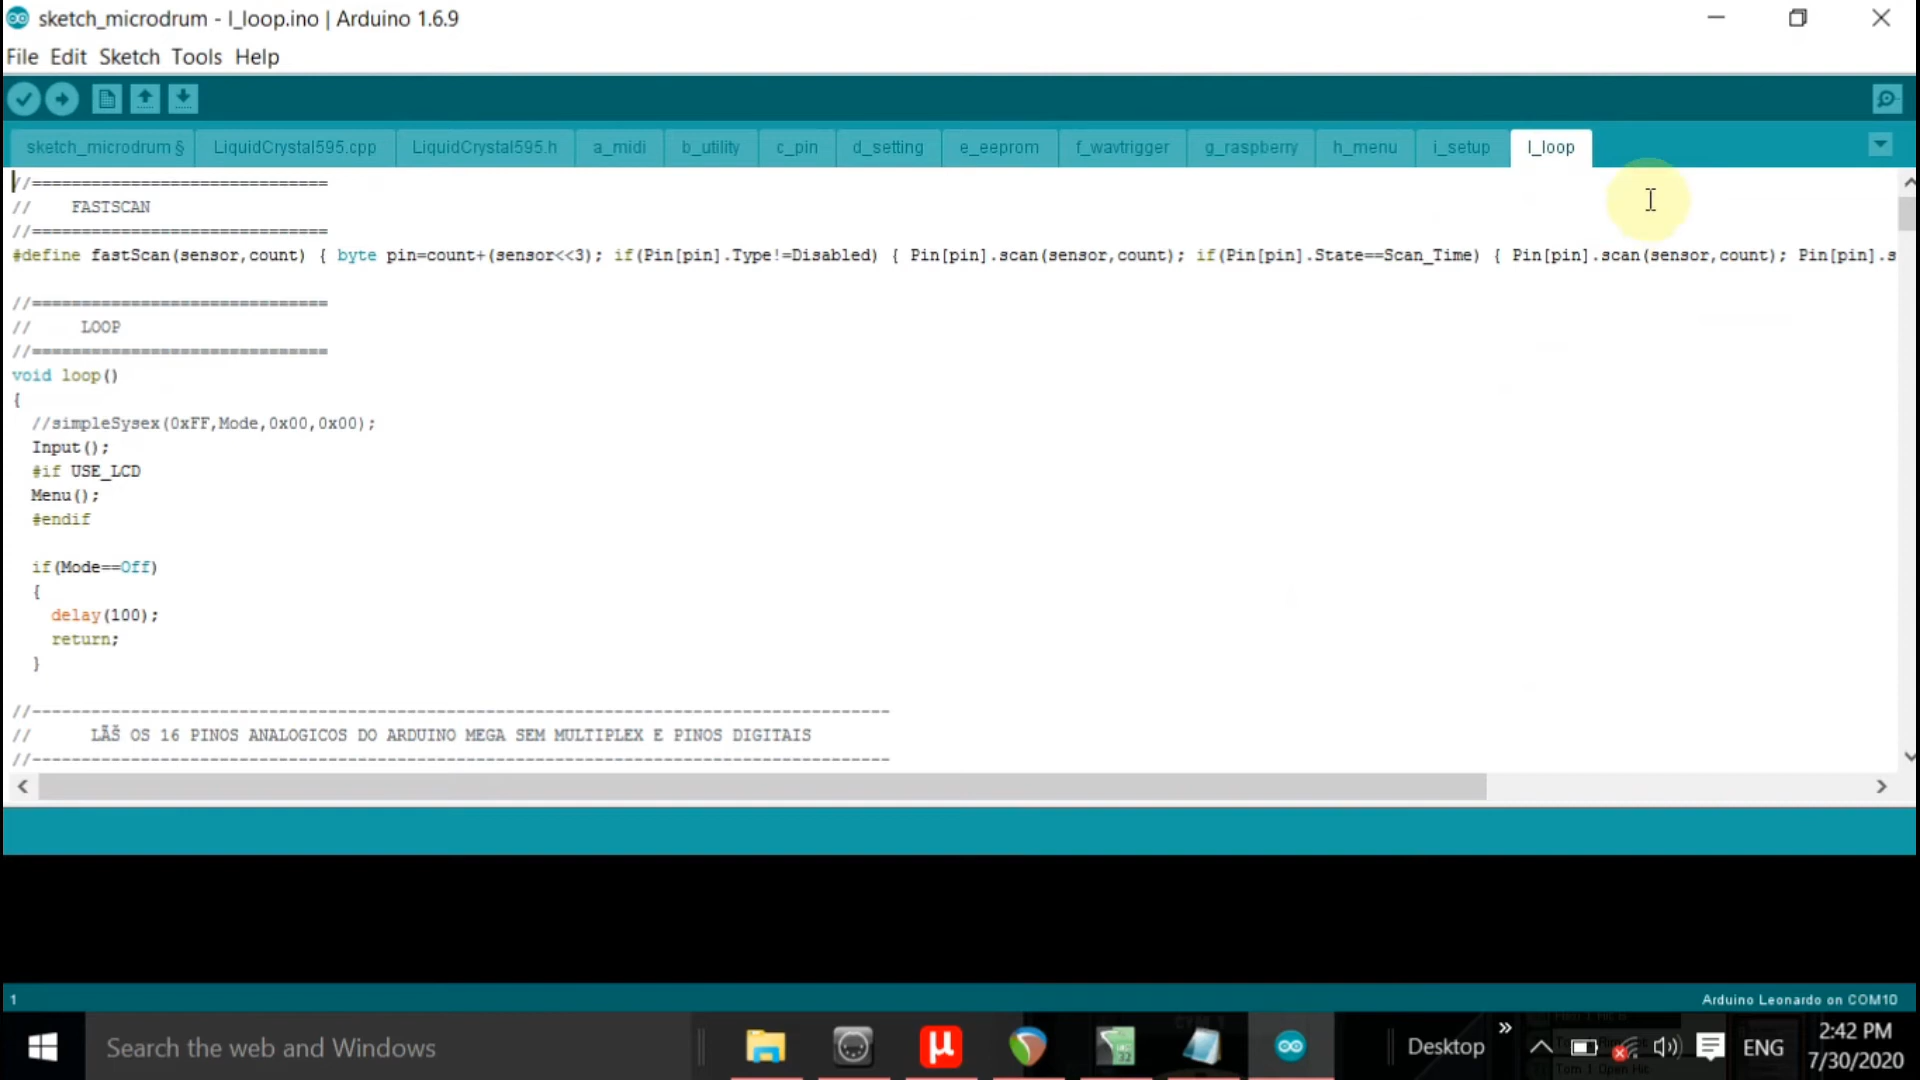 sketch_microdrum - l_loop.ino | Arduino 1.6.9
File Edit Sketch Tools Help
sketch_microdrum § LiquidCrystal595.cpp LiquidCrystal595.h a_midi b_utility c_pin d_setting e_eeprom f_wavtrigger g_raspberry h_menu i_setup l_loop
//==============================
// FASTSCAN
//==============================
#define fastScan(sensor,count) { byte pin=count+(sensor<<3); if(Pin[pin].Type!=Disabled) { Pin[pin].scan(sensor,count); if(Pin[pin].State==Scan_Time) { Pin[pin].scan(sensor,count); Pin[pin].s
//==============================
// LOOP
//==============================
void loop()
{
//simpleSysex(0xFF,Mode,0x00,0x00);
Input();
#if USE_LCD
Menu();
#endif
if(Mode==Off)
{
delay(100);
return;
}
//----------------------------------------------------------------------------------------
// LÃŠ OS 16 PINOS ANALOGICOS DO ARDUINO MEGA SEM MULTIPLEX E PINOS DIGITAIS
//----------------------------------------------------------------------------------------
1
Arduino Leonardo on COM10
Search the web and Windows
Desktop
ENG
2:42 PM
7/30/2020